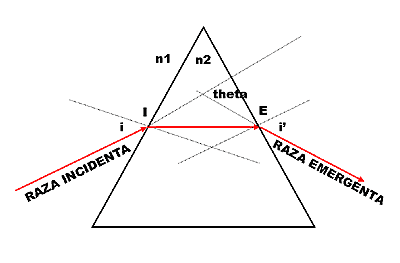 n1
n2
theta
I
E
i
i'
RAZA INCIDENTA
RAZA EMERGENTA